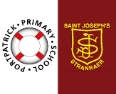 PORTPATRICK • PRIMARY • SCHOOL •
SAINT JOSEPH'S
STRANRAER